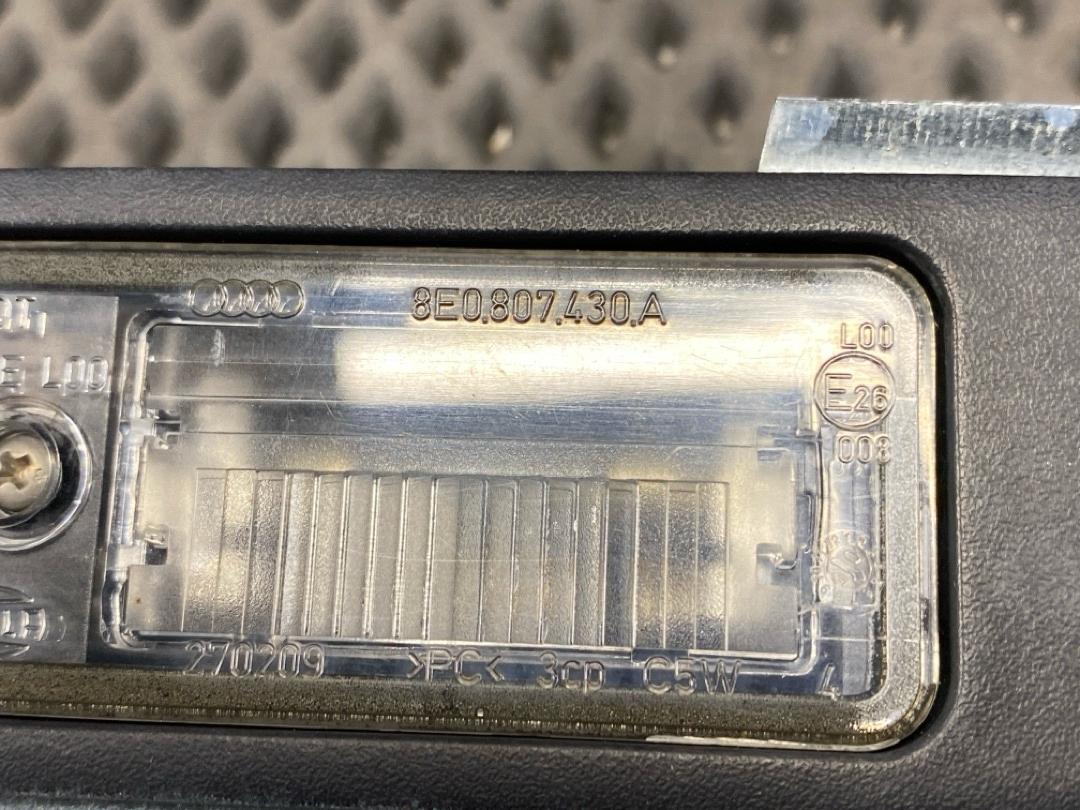 8E0.807.430.A
L00
E26
008
E L00
270209 >PC< 3cp C5W 4